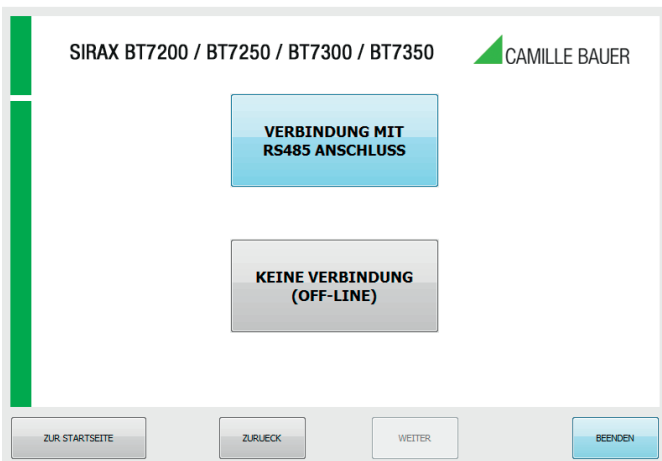 SIRAX BT7200 / BT7250 / BT7300 / BT7350
CAMILLE BAUER
VERBINDUNG MIT
RS485 ANSCHLUSS
KEINE VERBINDUNG
(OFF-LINE)
ZUR STARTSEITE
ZURUECK
WEITER
BEENDEN